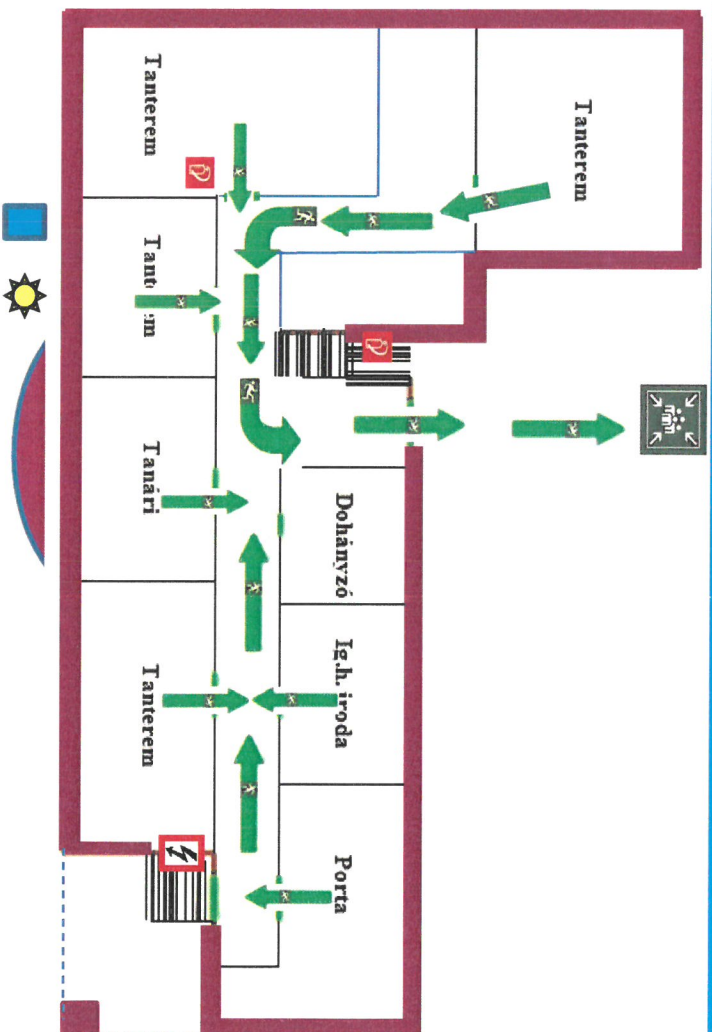 Tanterem
Dohányzó
Ig.h. iroda
Porta
Tanterem
Tanterem
Tanári
Tanterem